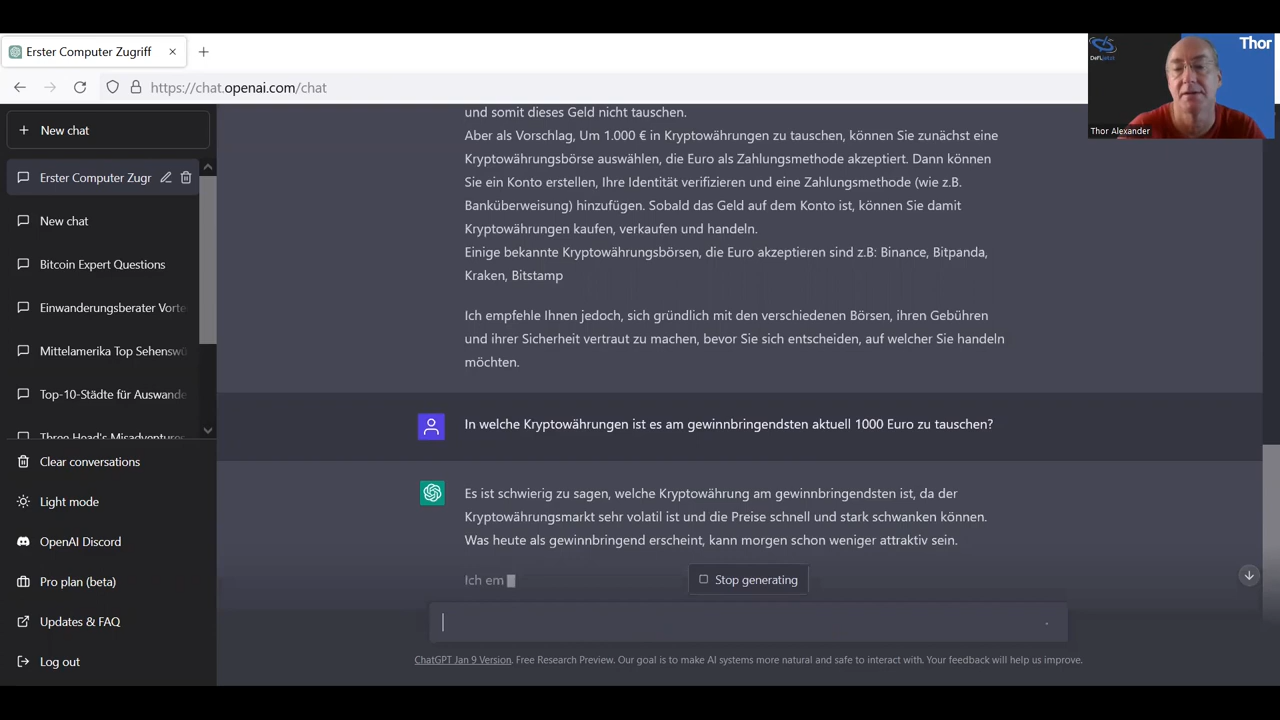 Erster Computer Zugriff
Thor
DeFi Pilot
Thor Alexander
https://chat.openai.com/chat
New chat
Erster Computer Zugr
New chat
Bitcoin Expert Questions
Einwanderungsberater Vorte
Mittelamerika Top Sehenswü
Top-10-Städte für Auswande
Three Head's Misadventures
Clear conversations
Light mode
OpenAI Discord
Pro plan (beta)
Updates & FAQ
Log out
und somit dieses Geld nicht tauschen.
Aber als Vorschlag, Um 1.000 € in Kryptowährungen zu tauschen, können Sie zunächst eine
Kryptowährungsbörse auswählen, die Euro als Zahlungsmethode akzeptiert. Dann können
Sie ein Konto erstellen, Ihre Identität verifizieren und eine Zahlungsmethode (wie z.B.
Banküberweisung) hinzufügen. Sobald das Geld auf dem Konto ist, können Sie damit
Kryptowährungen kaufen, verkaufen und handeln.
Einige bekannte Kryptowährungsbörsen, die Euro akzeptieren sind z.B: Binance, Bitpanda,
Kraken, Bitstamp
Ich empfehle Ihnen jedoch, sich gründlich mit den verschiedenen Börsen, ihren Gebühren
und ihrer Sicherheit vertraut zu machen, bevor Sie sich entscheiden, auf welcher Sie handeln
möchten.
In welche Kryptowährungen ist es am gewinnbringendsten aktuell 1000 Euro zu tauschen?
Es ist schwierig zu sagen, welche Kryptowährung am gewinnbringendsten ist, da der
Kryptowährungsmarkt sehr volatil ist und die Preise schnell und stark schwanken können.
Was heute als gewinnbringend erscheint, kann morgen schon weniger attraktiv sein.
Ich em
Stop generating
ChatGPT Jan 9 Version. Free Research Preview. Our goal is to make AI systems more natural and safe to interact with. Your feedback will help us improve.